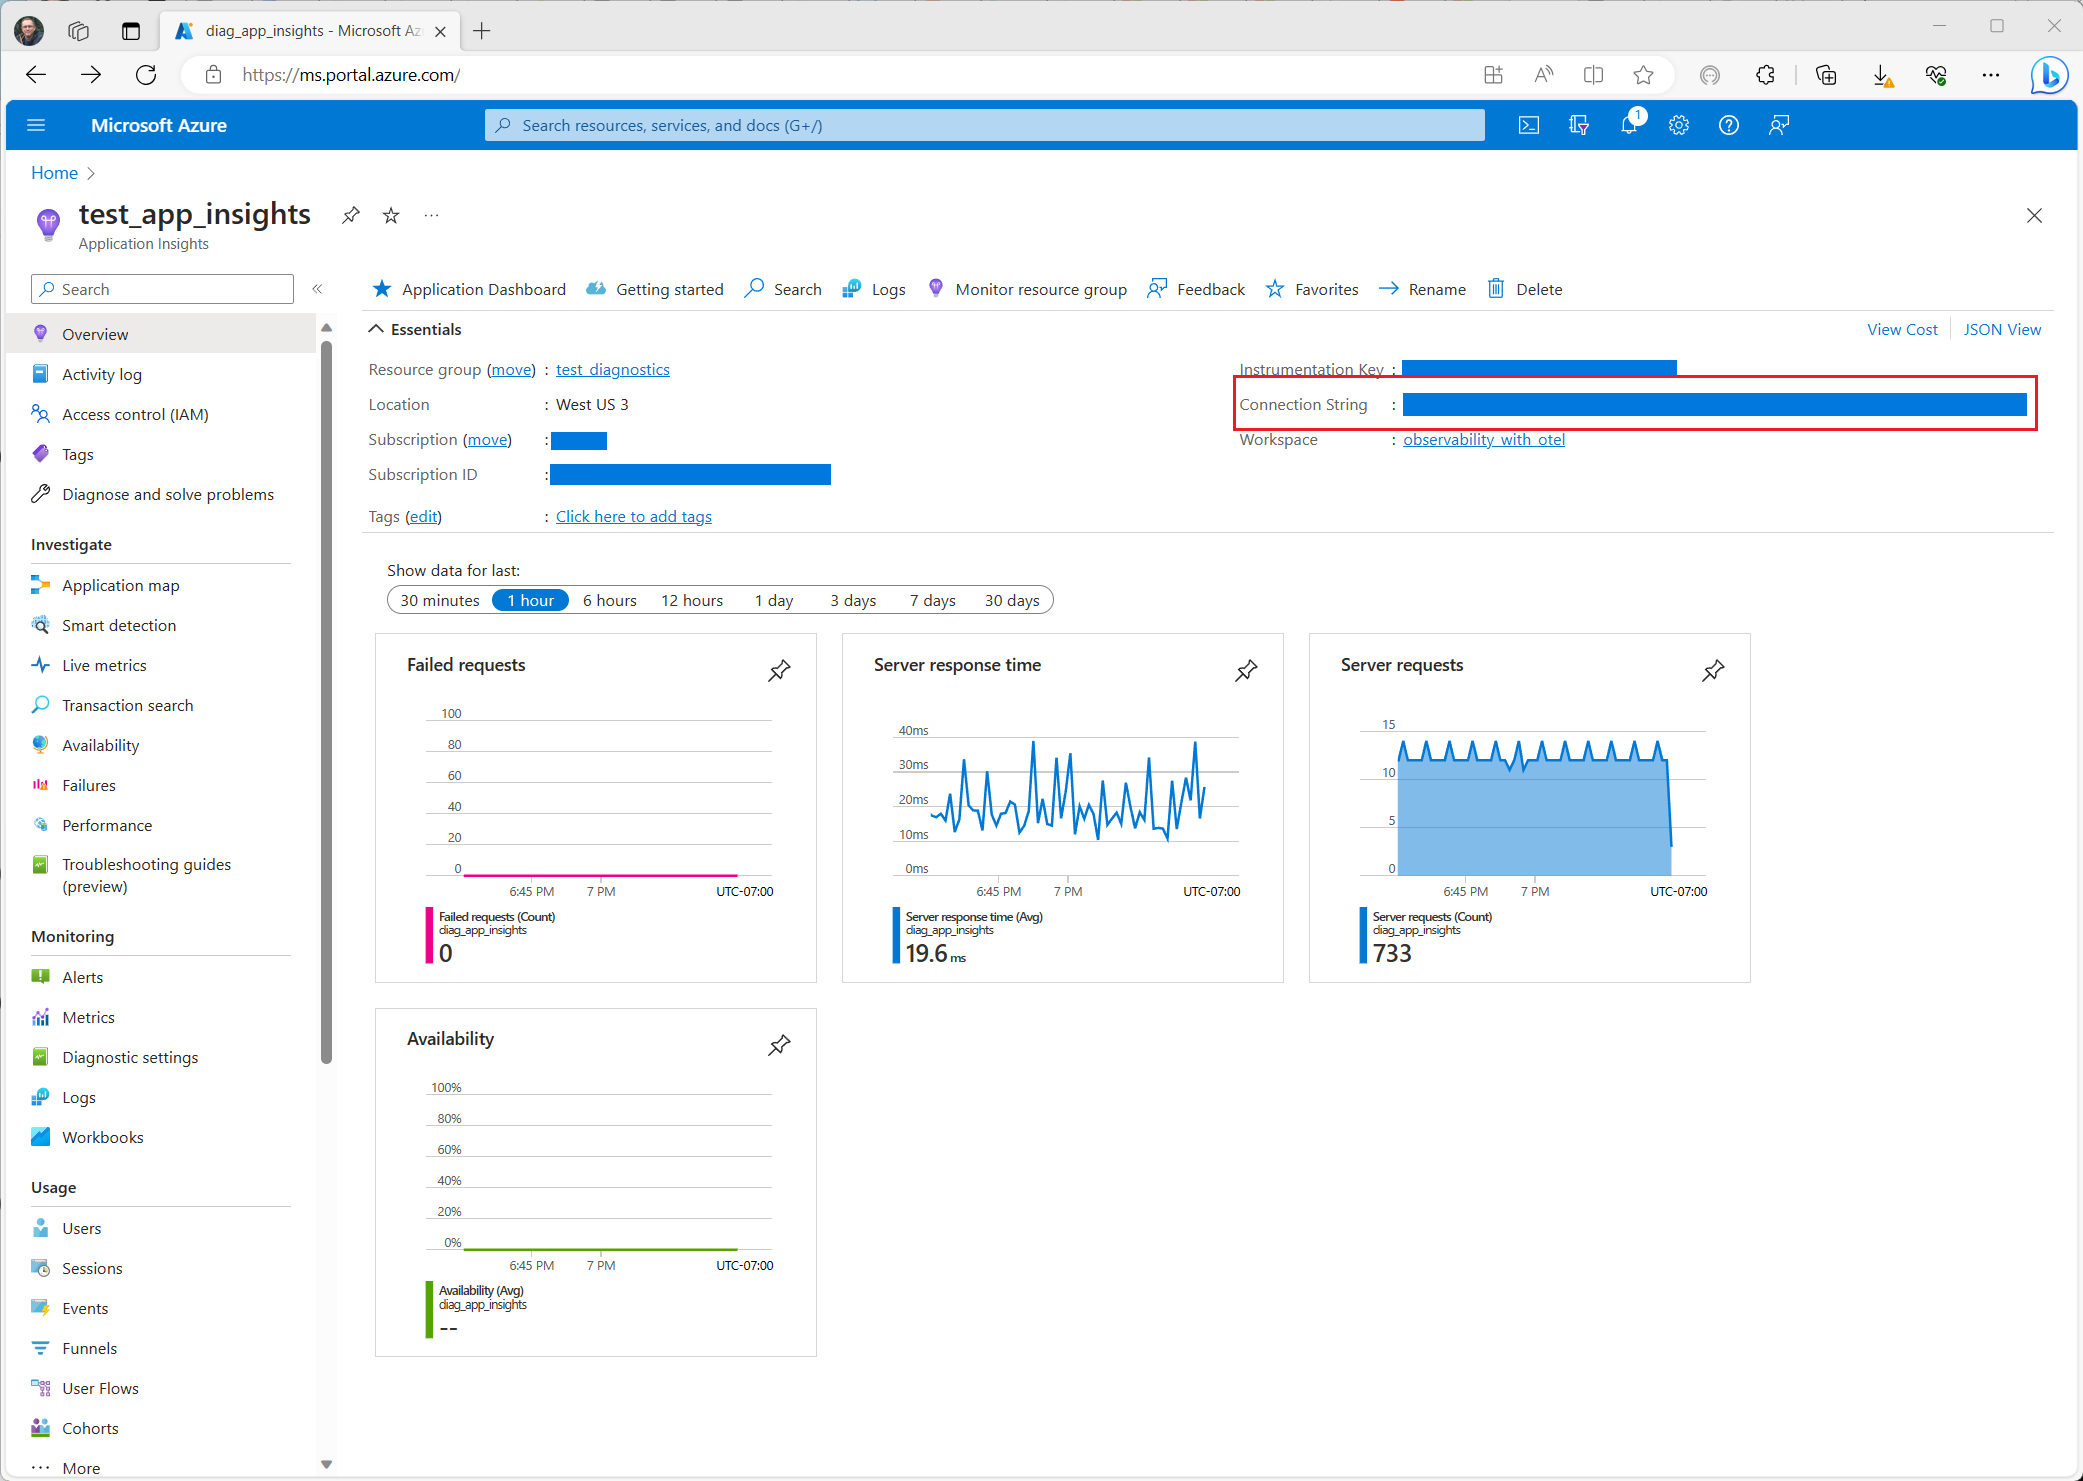 diag_app_insights - Microsoft Az
https://ms.portal.azure.com/
Microsoft Azure
Search resources, services, and docs (G+/)
1
Home
test_app_insights
Application Insights
Search
Application Dashboard
Getting started
Search
Logs
Monitor resource group
Feedback
Favorites
Rename
Delete
Overview
Activity log
Access control (IAM)
Tags
Diagnose and solve problems
Investigate
Application map
Smart detection
Live metrics
Transaction search
Availability
Failures
Performance
Troubleshooting guides
(preview)
Monitoring
Alerts
Metrics
Diagnostic settings
Logs
Workbooks
Usage
Users
Sessions
Events
Funnels
User Flows
Cohorts
More
Essentials
View Cost
JSON View
Resource group (move) : test_diagnostics
Location : West US 3
Subscription (move) :
Subscription ID :
Tags (edit) : Click here to add tags
Instrumentation Key :
Connection String :
Workspace : observability_with_otel
Show data for last:
30 minutes 1 hour 6 hours 12 hours 1 day 3 days 7 days 30 days
Failed requests
100
80
60
40
20
0
6:45 PM 7 PM UTC-07:00
Failed requests (Count)
diag_app_insights
0
Server response time
40ms
30ms
20ms
10ms
0ms
6:45 PM 7 PM UTC-07:00
Server response time (Avg)
diag_app_insights
19.6 ms
Server requests
15
10
5
0
6:45 PM 7 PM UTC-07:00
Server requests (Count)
diag_app_insights
733
Availability
100%
80%
60%
40%
20%
0%
6:45 PM 7 PM UTC-07:00
Availability (Avg)
diag_app_insights
--